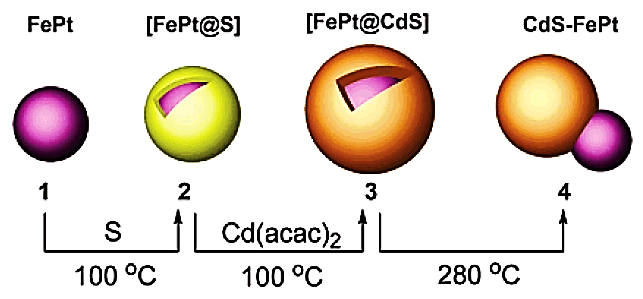 FePt [FePt@S] [FePt@CdS] CdS-FePt
1 2 3 4
S Cd(acac)₂
100 ºC 100 ºC 280 ºC